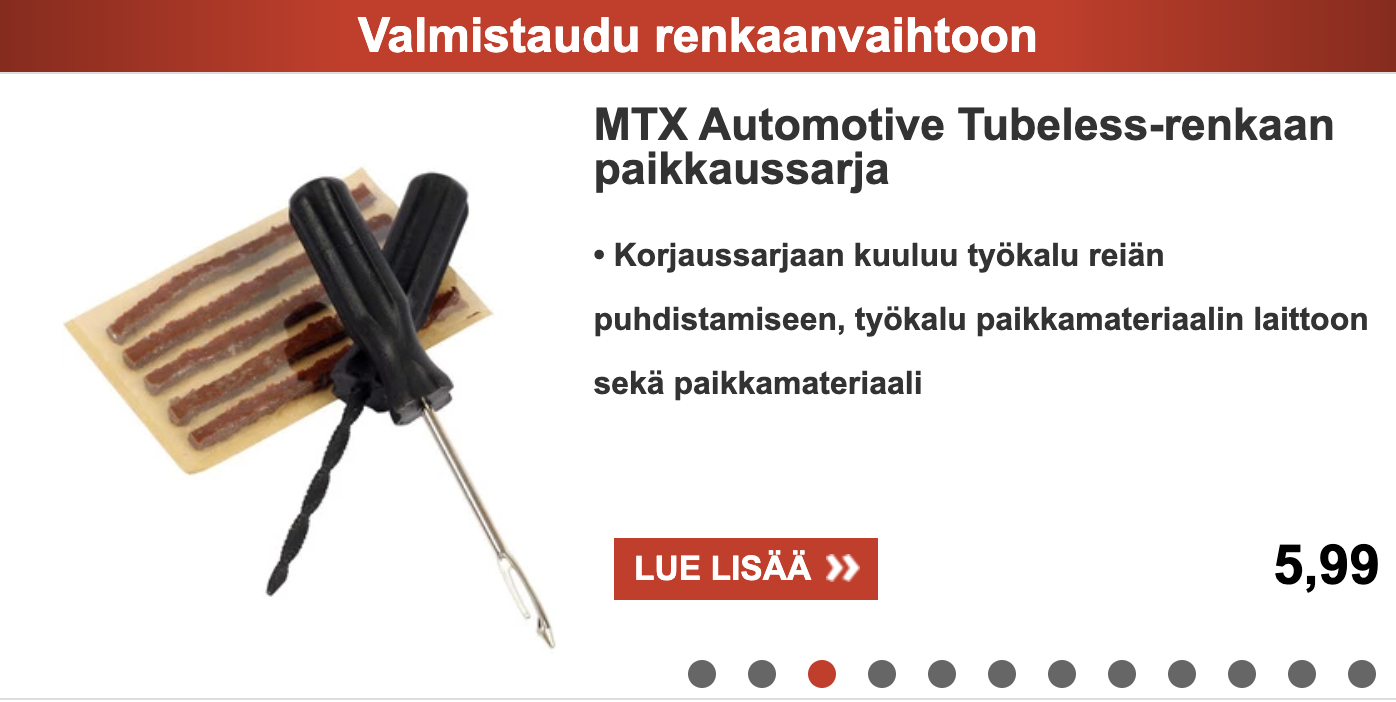 Valmistaudu renkaanvaihtoon
MTX Automotive Tubeless-renkaan
paikkaussarja
• Korjaussarjaan kuuluu työkalu reiän
puhdistamiseen, työkalu paikkamateriaalin laittoon
sekä paikkamateriaali
LUE LISÄÄ »
5,99